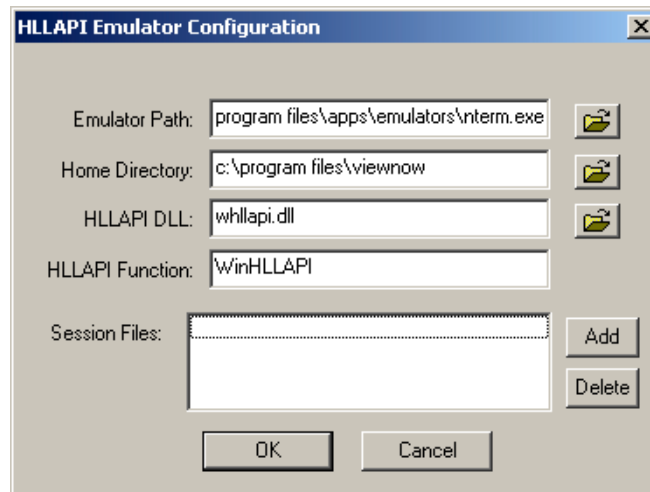 HLLAPI Emulator Configuration
Emulator Path: program files\apps\emulators\nterm.exe
Home Directory: c:\program files\viewnow
HLLAPI DLL: whllapi.dll
HLLAPI Function: WinHLLAPI
Session Files:
Add
Delete
OK Cancel